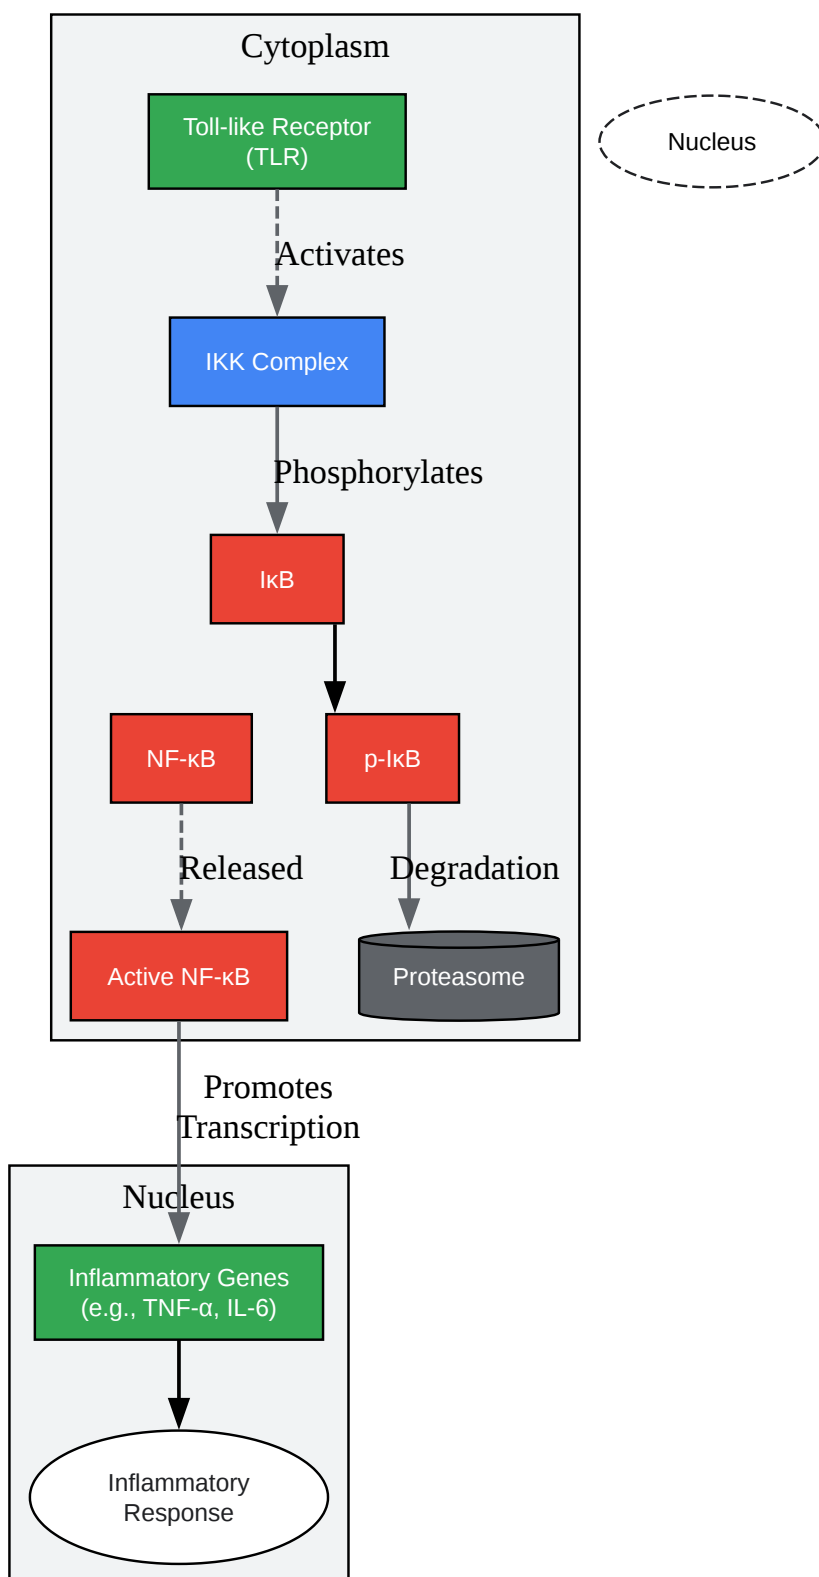 Cytoplasm
Toll-like Receptor
(TLR)
Nucleus
Activates
IKK Complex
Phosphorylates
IκB
NF-κB
p-IκB
Released
Degradation
Active NF-κB
Proteasome
Promotes
Transcription
Nucleus
Inflammatory Genes
(e.g., TNF-α, IL-6)
Inflammatory
Response